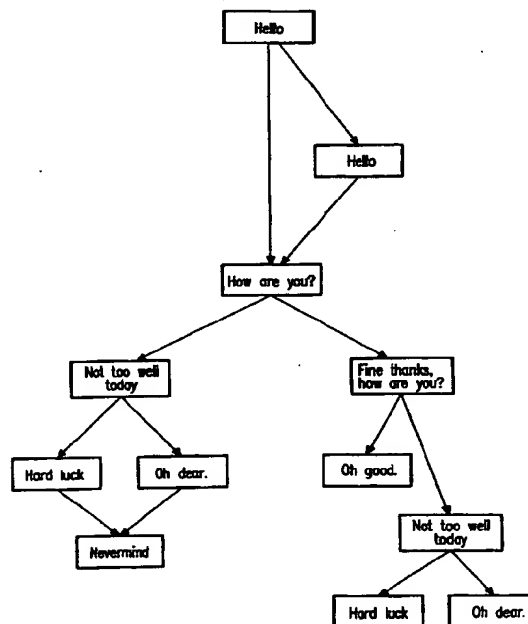 Hello
Hello
How are you?
Not too well
today
Fine thanks,
how are you?
Hard luck
Oh dear.
Oh good.
Nevermind
Not too well
today
Hard luck
Oh dear.